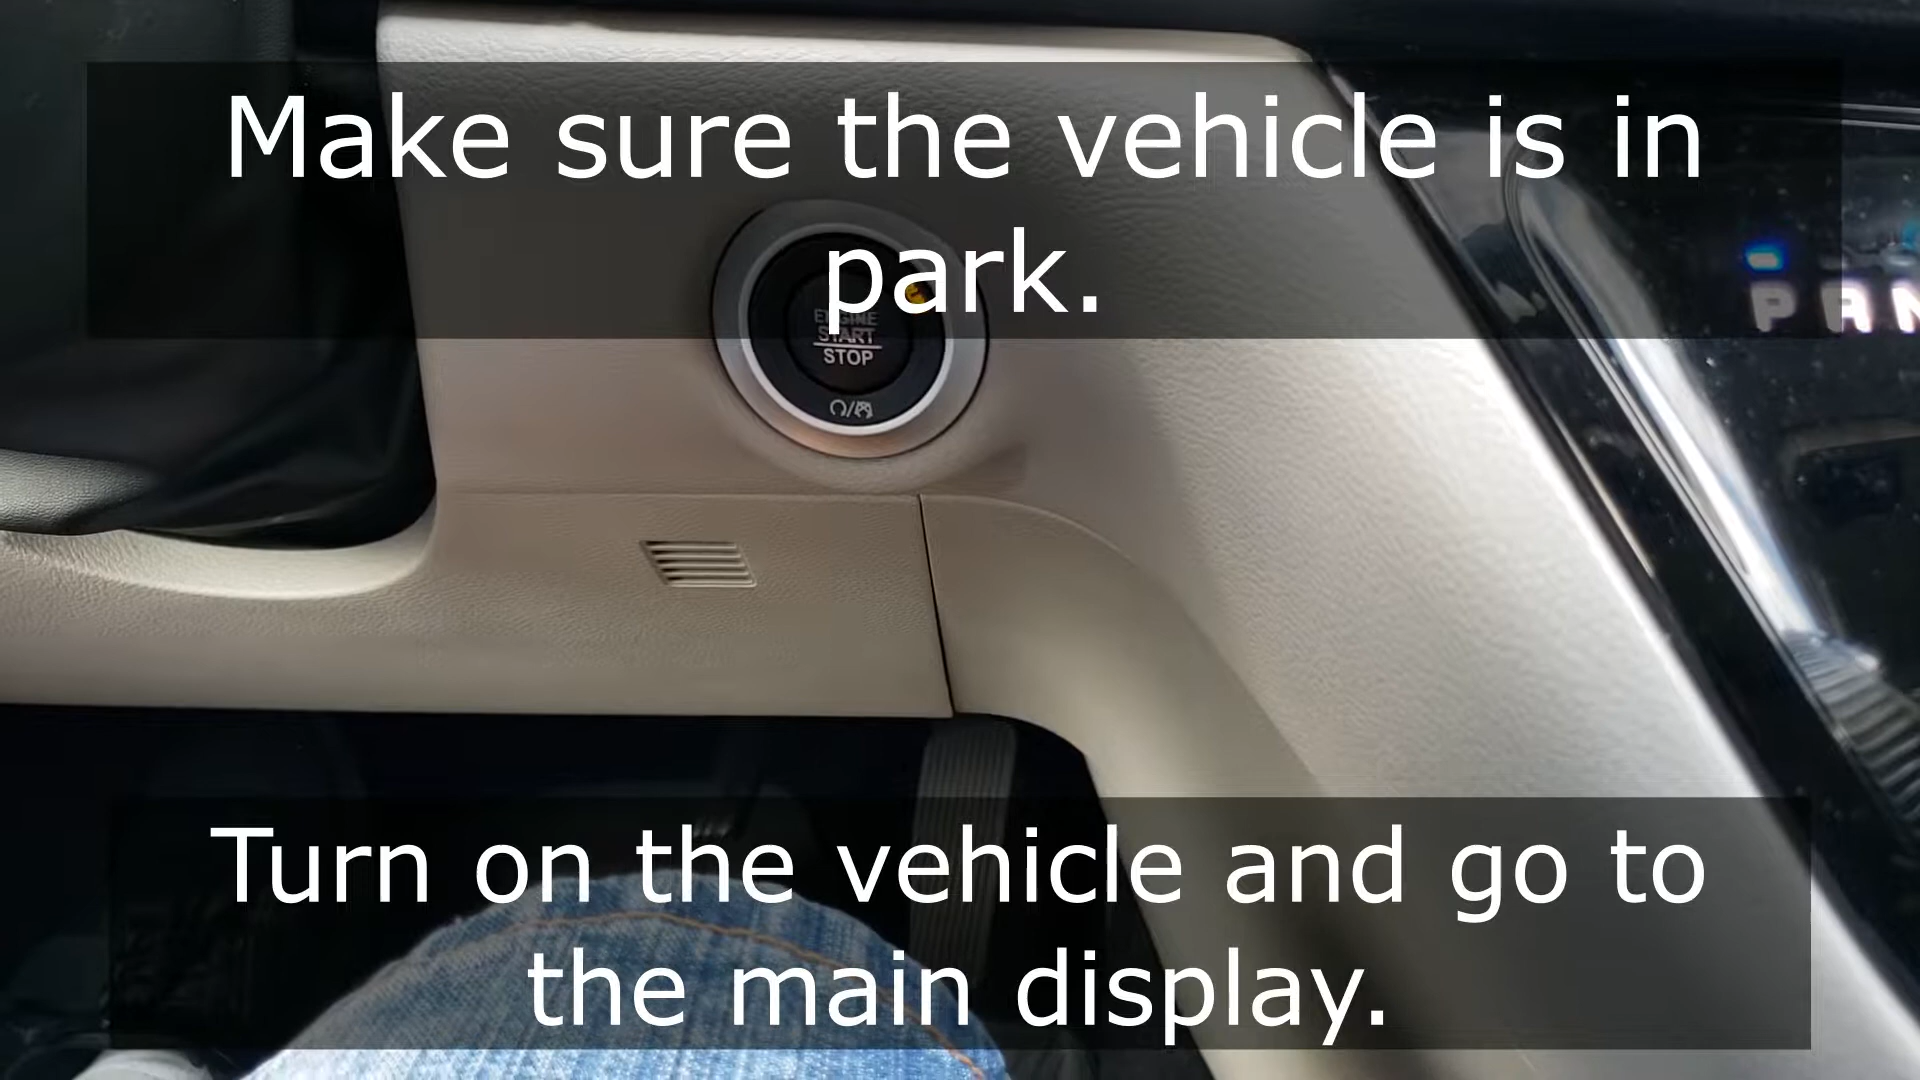 Make sure the vehicle is in
park.
ENGINE
START
STOP
P R N
Turn on the vehicle and go to
the main display.